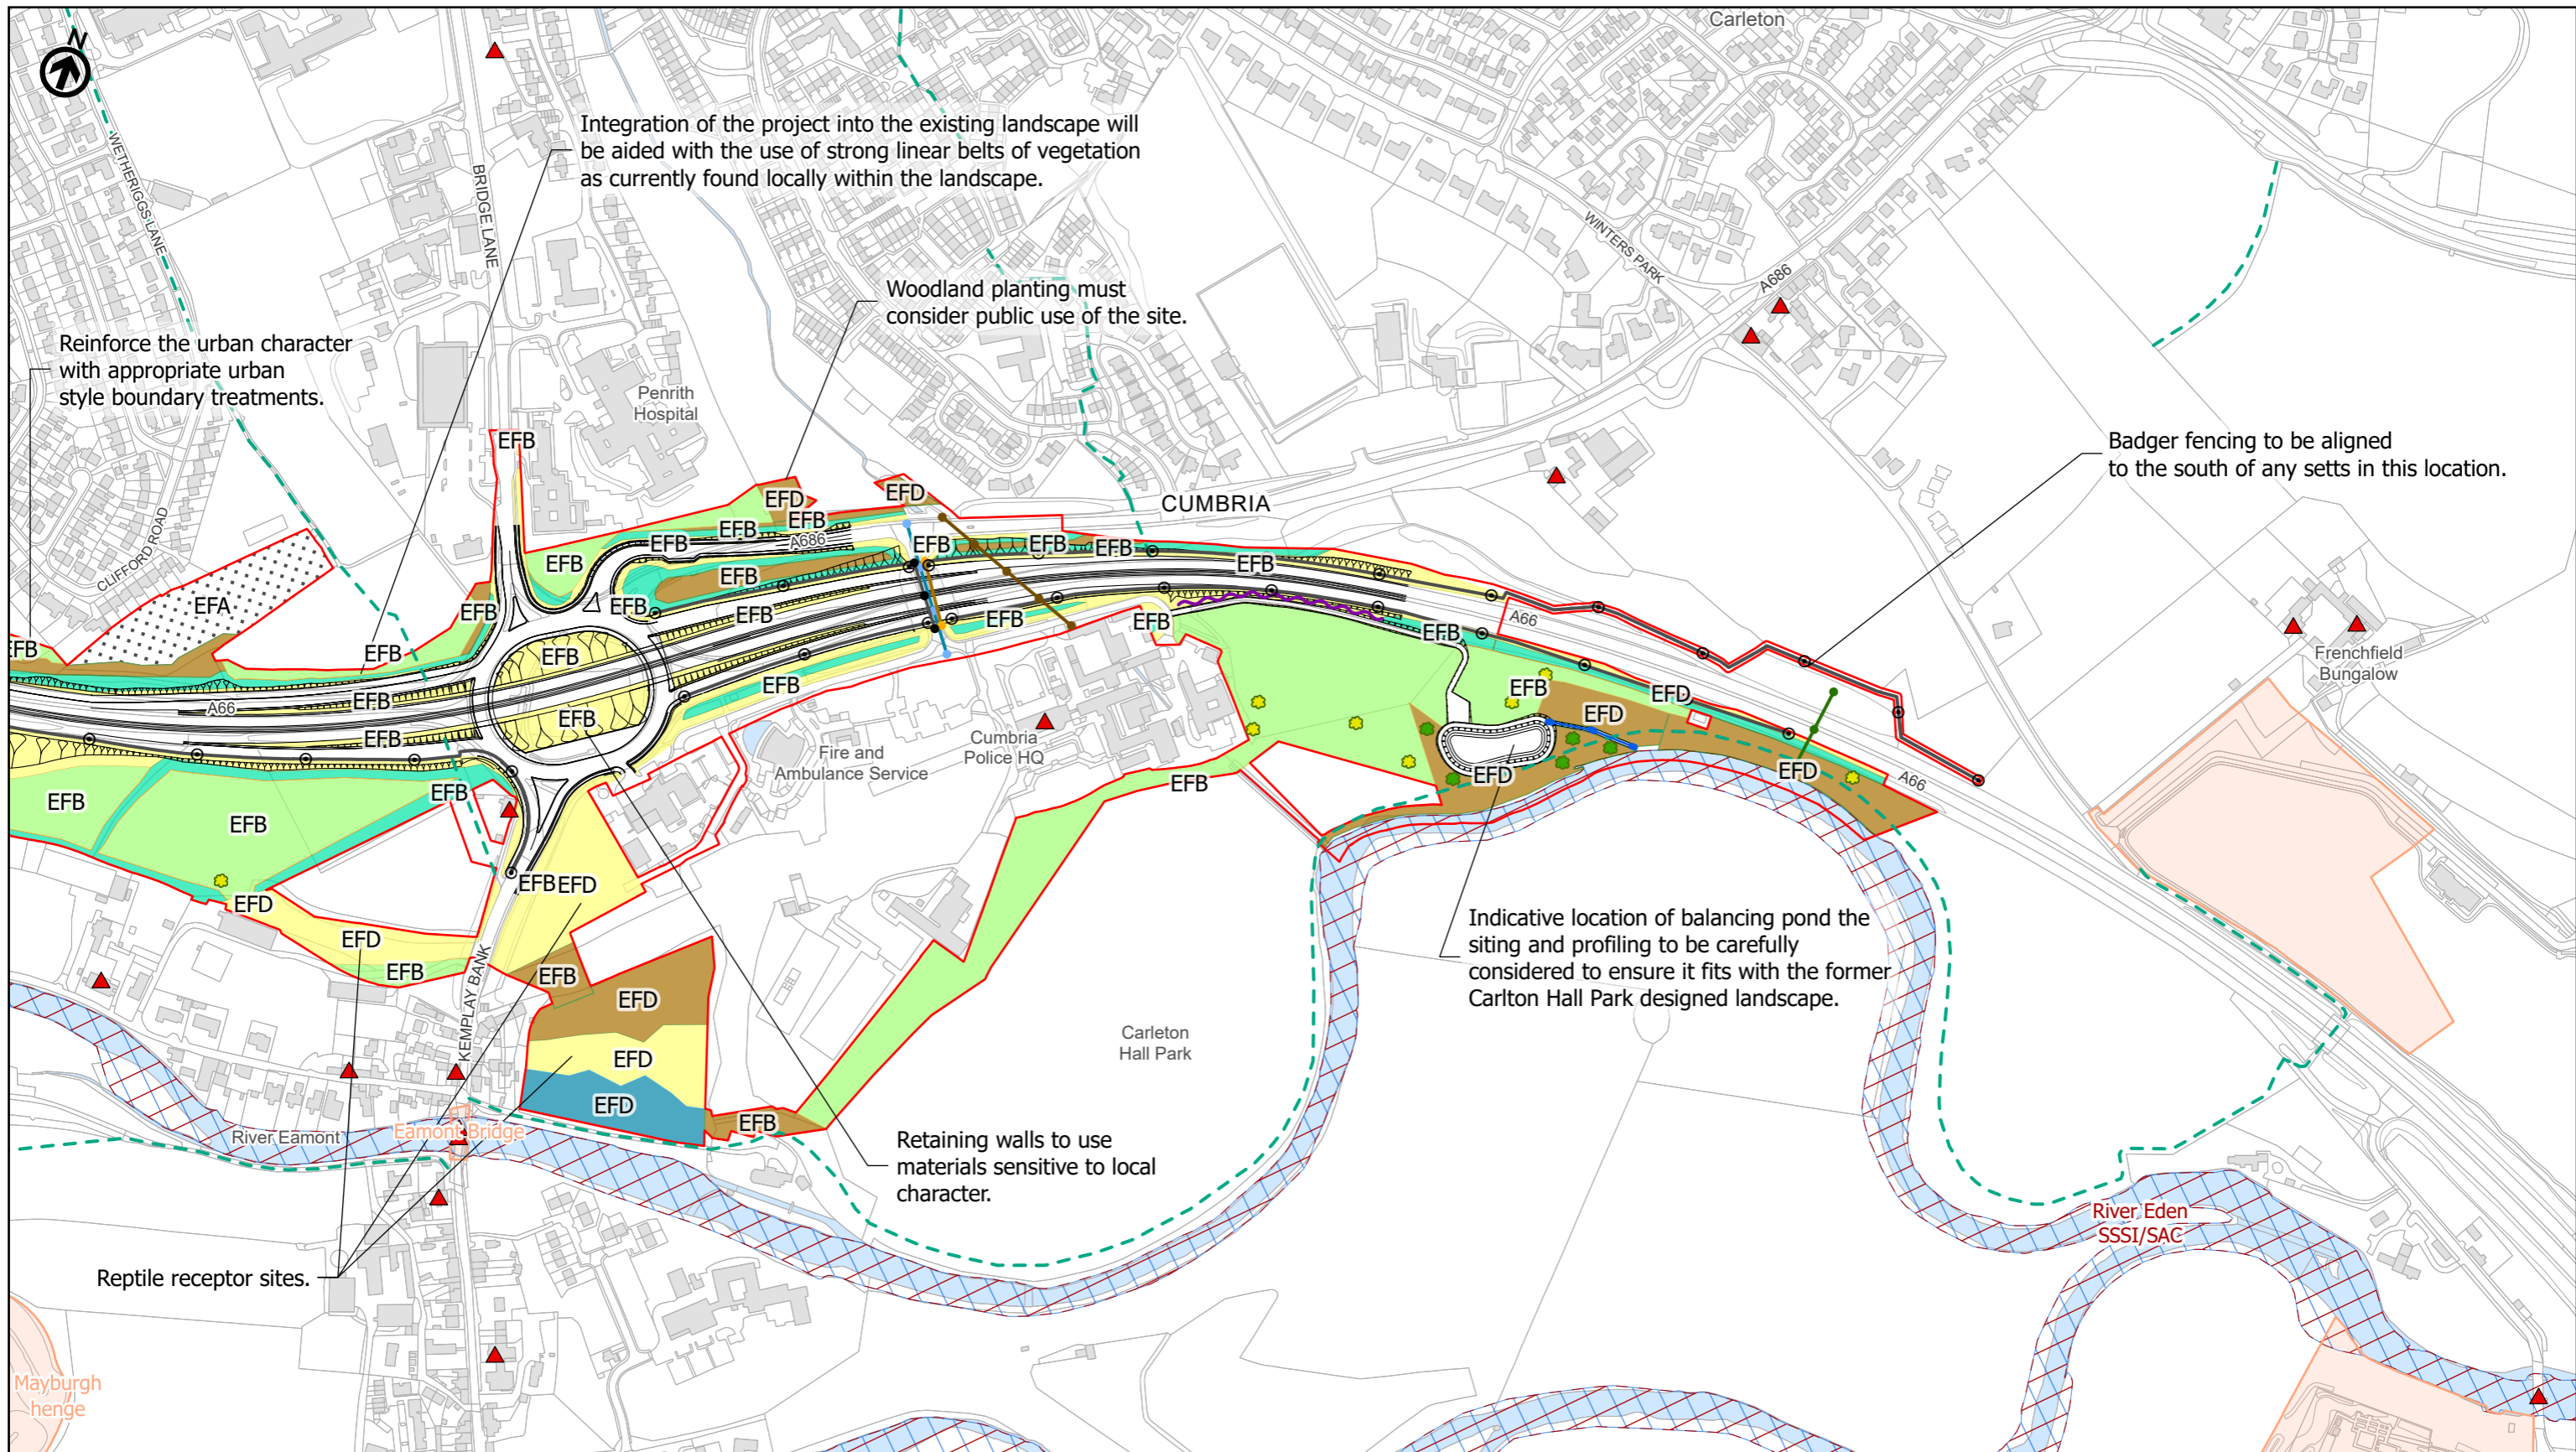 Carleton
N
WETHERIGGS LANE
BRIDGE LANE
Integration of the project into the existing landscape will
be aided with the use of strong linear belts of vegetation
as currently found locally within the landscape.
WINTERS PARK
A686
Woodland planting must
consider public use of the site.
Reinforce the urban character
with appropriate urban
style boundary treatments.
Penrith
Hospital
Badger fencing to be aligned
to the south of any setts in this location.
CUMBRIA
CLIFFORD ROAD
EFB
EFD
EFD
EFB
EFB
EFB
A686
EFB
EFB
EFB
EFB
EFB
EFB
EFB
EFA
EFB
EFB
EFB
EFB
EFB
EFB
A66
EFB
EFB
EFB
EFB
EFB
EFB
A66
EFB
EFB
EFB
EFD
EFD
A66
EFB
EFD
EFD
A66
Frenchfield
Bungalow
Fire and
Ambulance Service
Cumbria
Police HQ
EFB
EFB
EFB
EFB
EFBEFD
EFD
EFD
EFB
KEMPLAY BANK
EFB
EFD
EFD
EFD
EFB
Indicative location of balancing pond the
siting and profiling to be carefully
considered to ensure it fits with the former
Carlton Hall Park designed landscape.
Carleton
Hall Park
River Eamont
Eamont Bridge
Retaining walls to use
materials sensitive to local
character.
River Eden
SSSI/SAC
Reptile receptor sites.
Mayburgh
henge